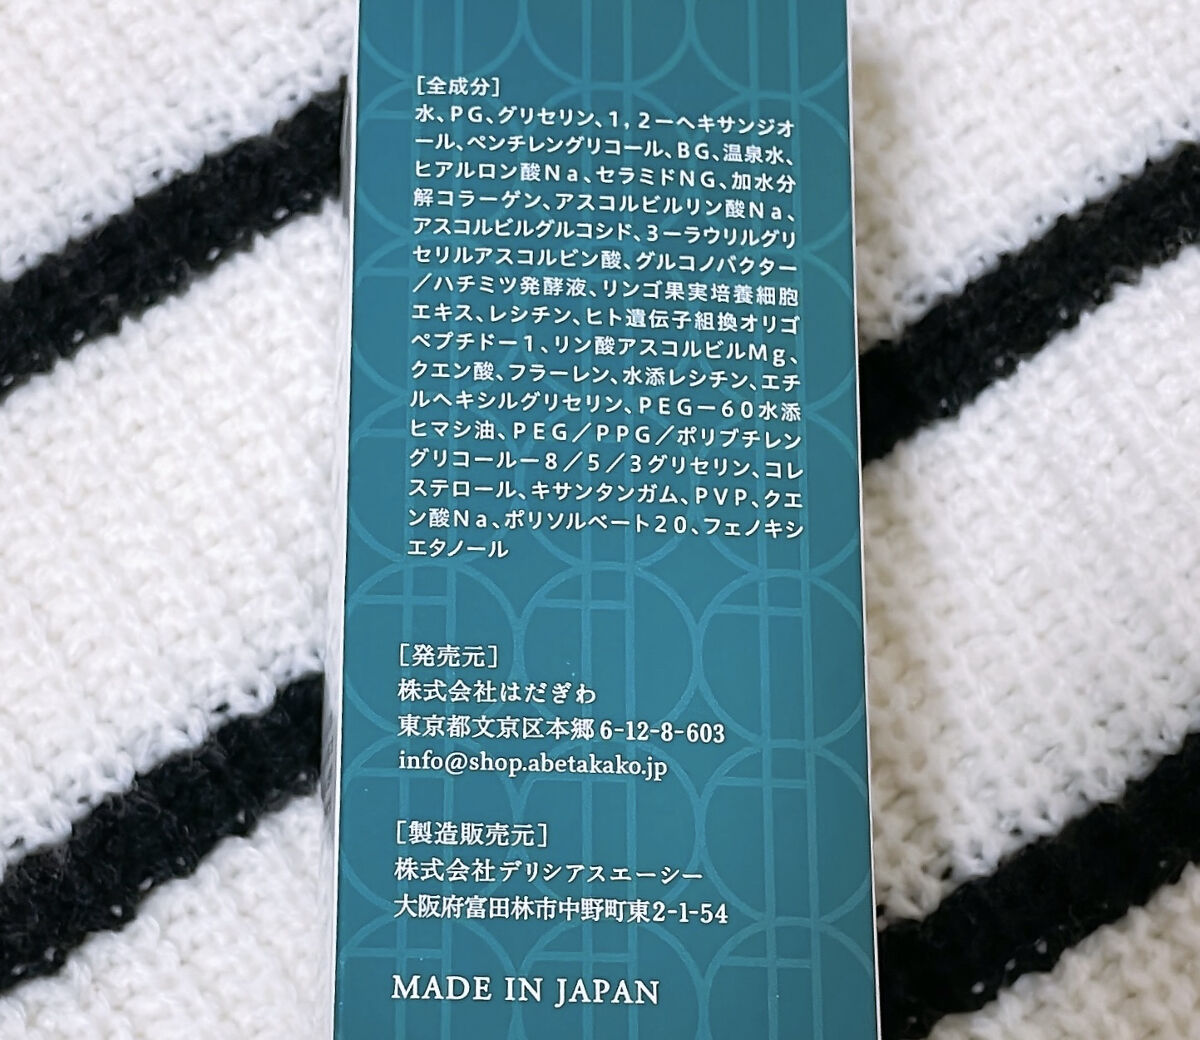 ［全成分］
水、PG、グリセリン、1，2ーヘキサンジオ
ール、ペンチレングリコール、BG、温泉水、
ヒアルロン酸Na、セラミドNG、加水分
解コラーゲン、アスコルビルリン酸Na、
アスコルビルグルコシド、3ーラウリルグリ
セリルアスコルビン酸、グルコノバクター
／ハチミツ発酵液、リンゴ果実培養細胞
エキス、レシチン、ヒト遺伝子組換オリゴ
ペプチドー1、リン酸アスコルビルMg、
クエン酸、フラーレン、水添レシチン、エチ
ルヘキシルグリセリン、PEGー60水添
ヒマシ油、PEG／PPG／ポリブチレン
グリコールー8／5／3グリセリン、コレ
ステロール、キサンタンガム、PVP、クエ
ン酸Na、ポリソルベート20、フェノキシ
エタノール
［発売元］
株式会社はだぎわ
東京都文京区本郷6-12-8-603
info@shop.abetakako.jp
［製造販売元］
株式会社デリシアスエーシー
大阪府富田林市中野町東2-1-54
MADE IN JAPAN